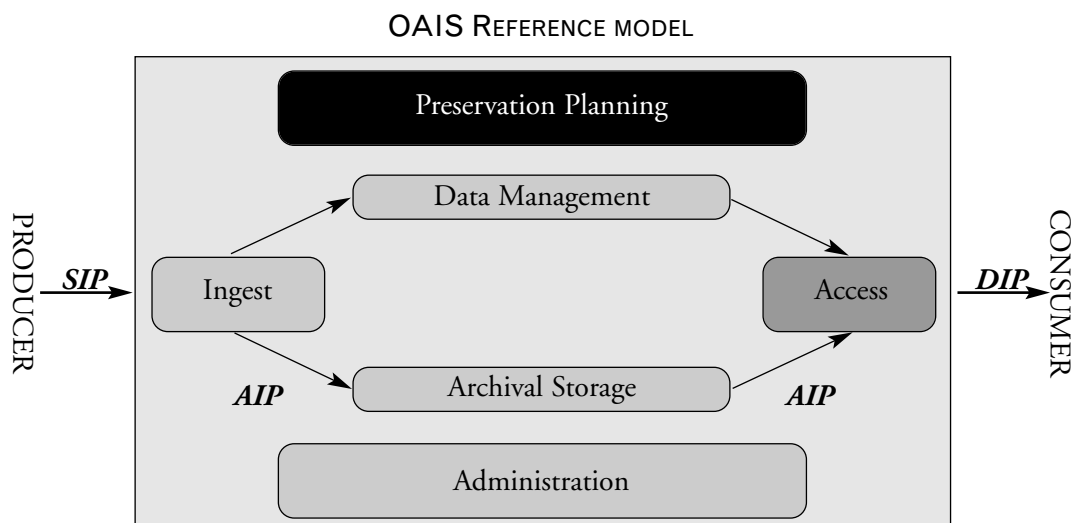 OAIS REFERENCE MODEL
Preservation Planning
Data Management
PRODUCER
SIP
Ingest
Access
DIP
CONSUMER
AIP
Archival Storage
AIP
Administration